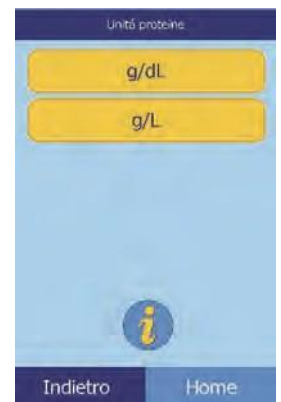 Unità proteine
g/dL
g/L
i
Indietro
Home